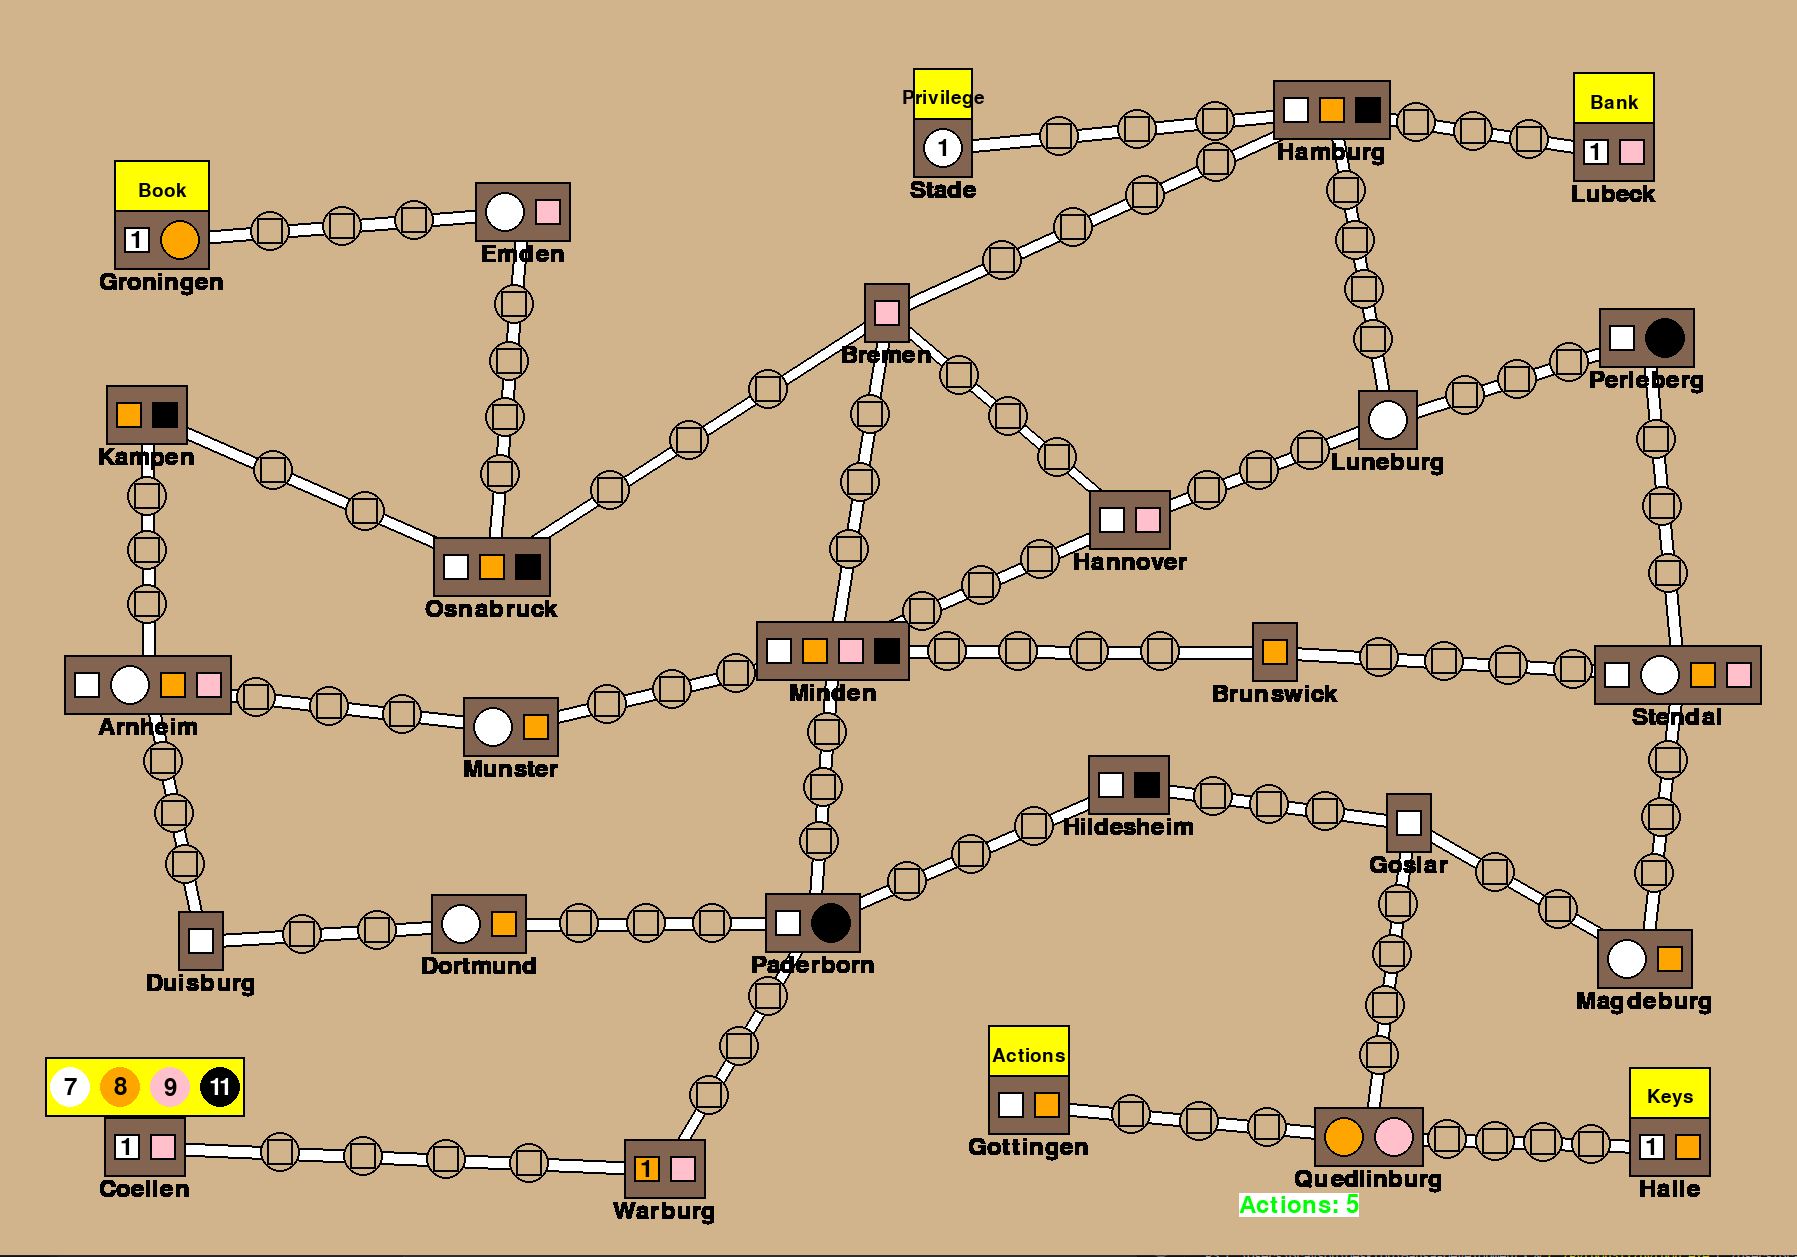 Privilege
1
Stade
Hamburg
Bank
1
Lubeck
Book
1
Groningen
Emden
Bremen
Perleberg
Kampen
Luneburg
Hannover
Osnabruck
Minden
Brunswick
Stendal
Arnheim
Munster
Hildesheim
Goslar
Duisburg
Dortmund
Paderborn
Magdeburg
7 8 9 11
1
Coellen
1
Warburg
Actions
Gottingen
Quedlinburg
Keys
1
Halle
Actions: 5